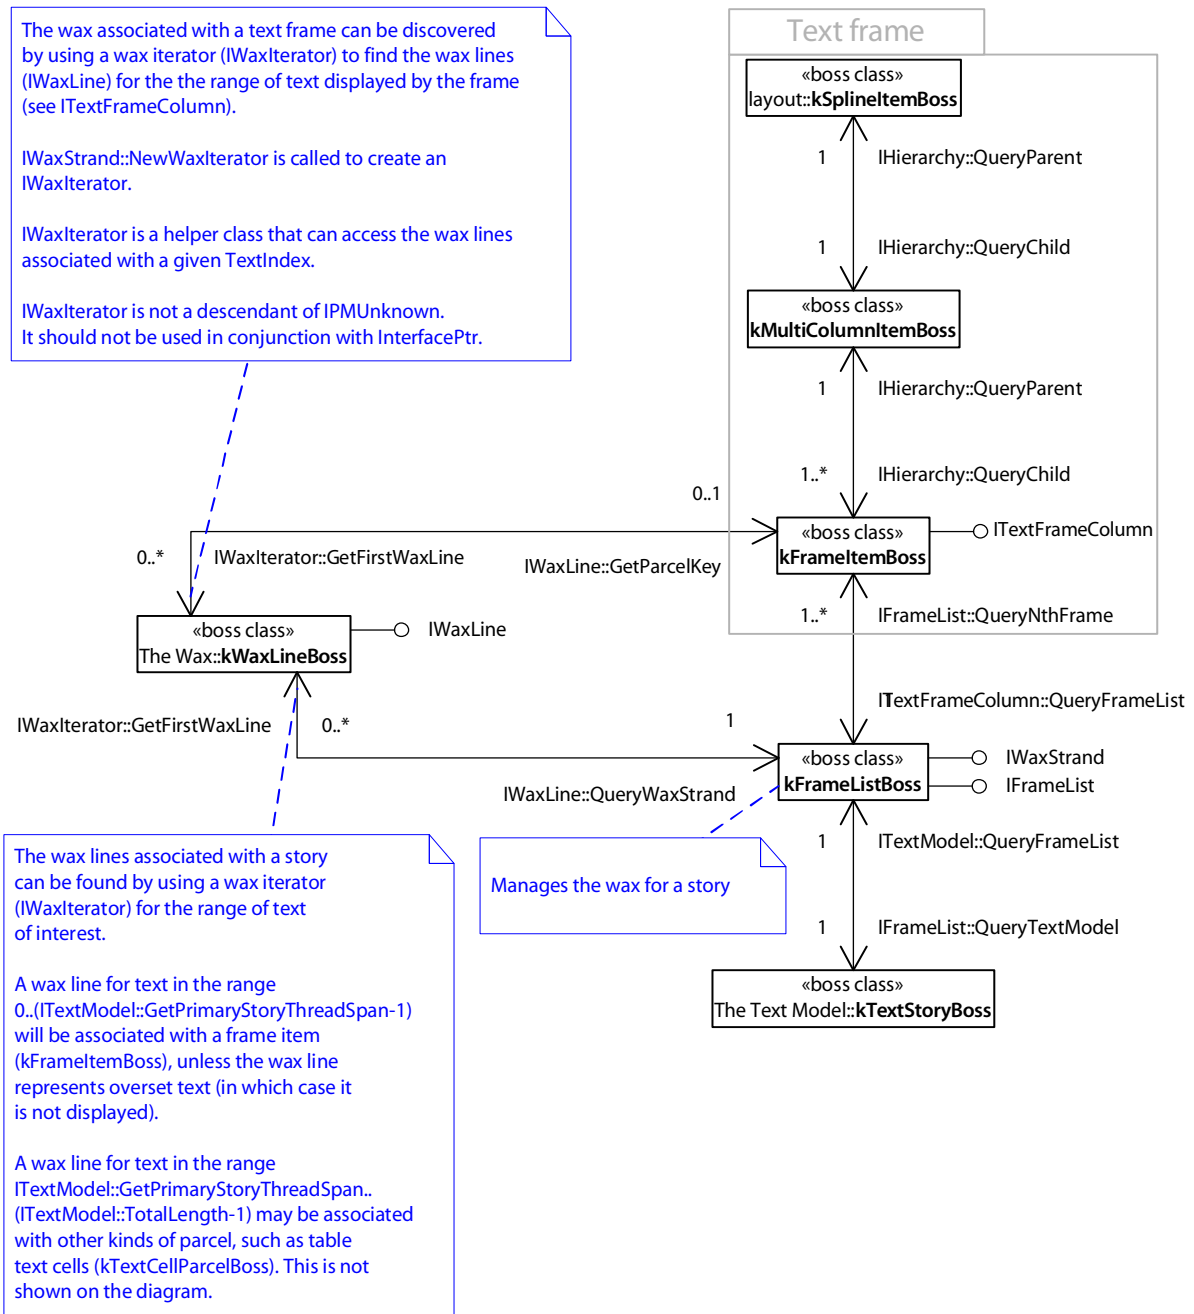 The wax associated with a text frame can be discovered
by using a wax iterator (IWaxIterator) to find the wax lines
(IWaxLine) for the the range of text displayed by the frame
(see ITextFrameColumn).
IWaxStrand::NewWaxIterator is called to create an
IWaxIterator.
IWaxIterator is a helper class that can access the wax lines
associated with a given TextIndex.
IWaxIterator is not a descendant of IPMUnknown.
It should not be used in conjunction with InterfacePtr.
Text frame
«boss class»
layout::kSplineItemBoss
1
IHierarchy::QueryParent
1
IHierarchy::QueryChild
«boss class»
kMultiColumnItemBoss
1
IHierarchy::QueryParent
1..*
IHierarchy::QueryChild
0..1
«boss class»
kFrameItemBoss
ITextFrameColumn
0..*
IWaxIterator::GetFirstWaxLine
IWaxLine::GetParcelKey
1..*
IFrameList::QueryNthFrame
«boss class»
The Wax::kWaxLineBoss
IWaxLine
ITextFrameColumn::QueryFrameList
IWaxIterator::GetFirstWaxLine
0..*
1
«boss class»
kFrameListBoss
IWaxStrand
IFrameList
IWaxLine::QueryWaxStrand
1
ITextModel::QueryFrameList
Manages the wax for a story
1
IFrameList::QueryTextModel
«boss class»
The Text Model::kTextStoryBoss
The wax lines associated with a story
can be found by using a wax iterator
(IWaxIterator) for the range of text
of interest.
A wax line for text in the range
0..(ITextModel::GetPrimaryStoryThreadSpan-1)
will be associated with a frame item
(kFrameItemBoss), unless the wax line
represents overset text (in which case it
is not displayed).
A wax line for text in the range
ITextModel::GetPrimaryStoryThreadSpan..
(ITextModel::TotalLength-1) may be associated
with other kinds of parcel, such as table
text cells (kTextCellParcelBoss). This is not
shown on the diagram.